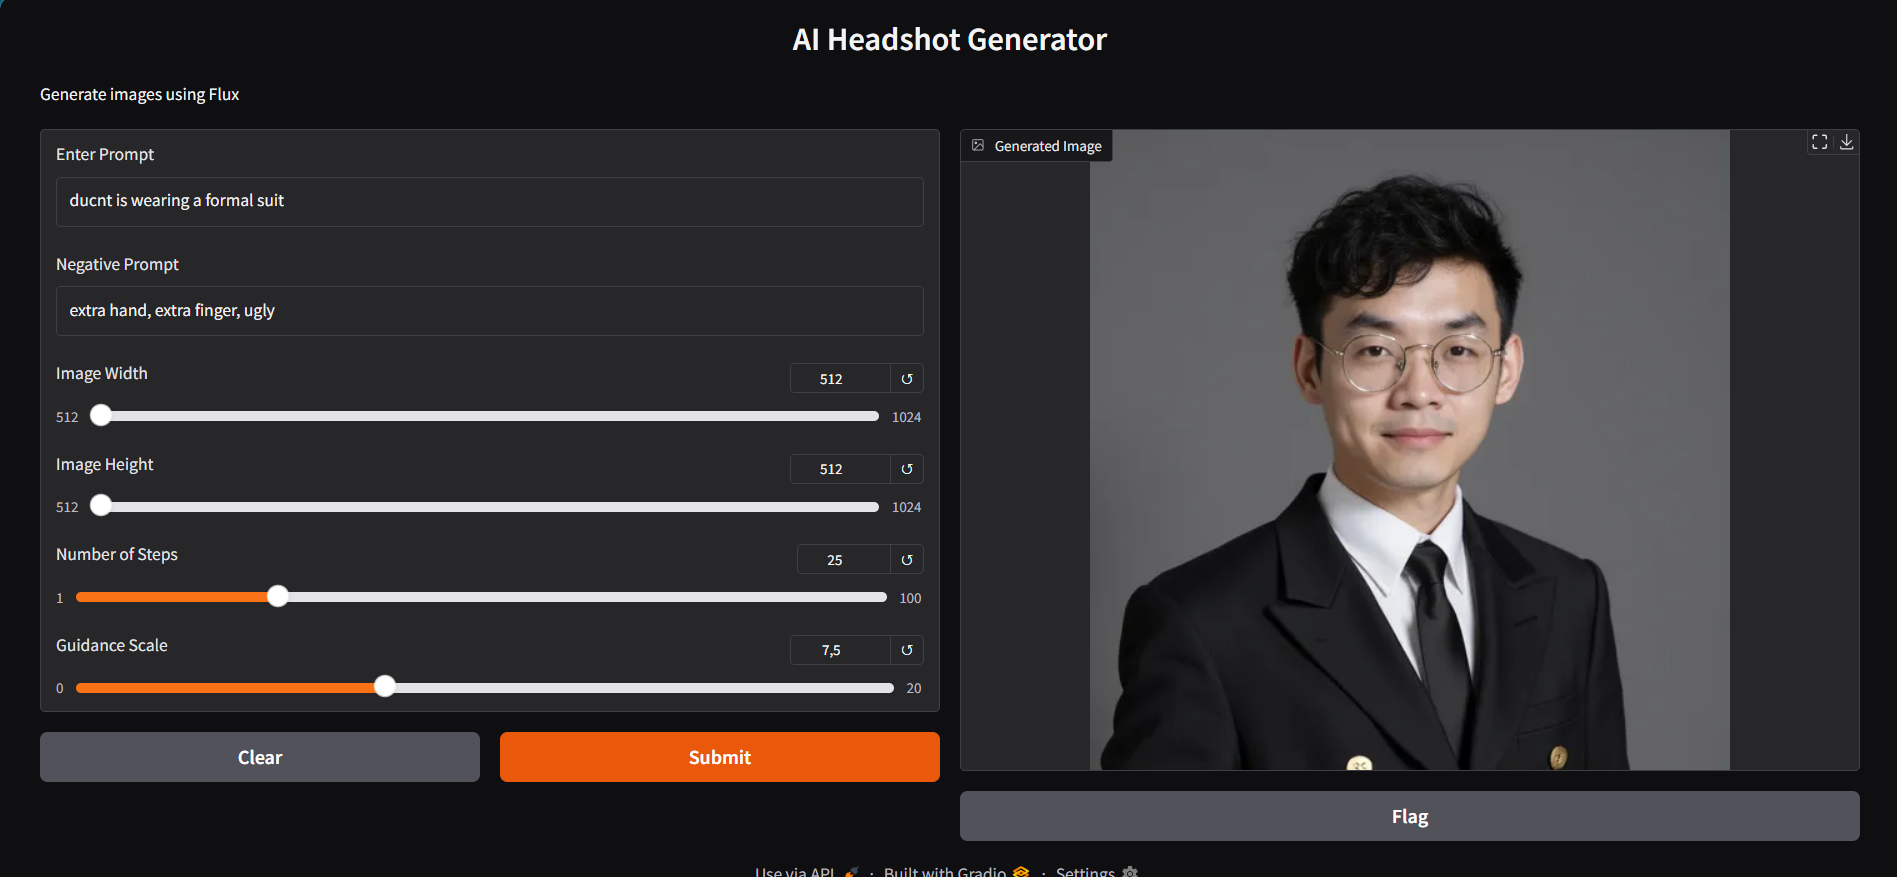 AI Headshot Generator
Generate images using Flux
Enter Prompt
ducnt is wearing a formal suit
Negative Prompt
extra hand, extra finger, ugly
Image Width
512
512
1024
Image Height
512
512
1024
Number of Steps
25
1
100
Guidance Scale
7,5
0
20
Clear
Submit
Generated Image
Flag
Use via API · Built with Gradio · Settings